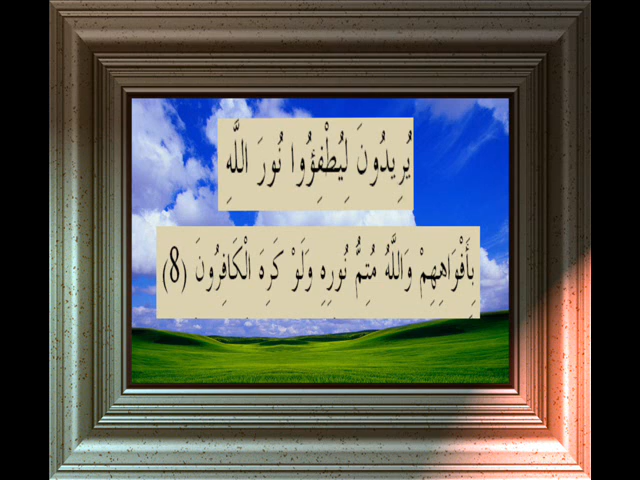 يُرِيدُونَ لِيُطْفِؤُوا نُورَ اللَّهِ
بِأَفْوَاهِهِمْ وَاللَّهُ مُتِمُّ نُورِهِ وَلَوْ كَرِهَ الْكَافِرُونَ (8)